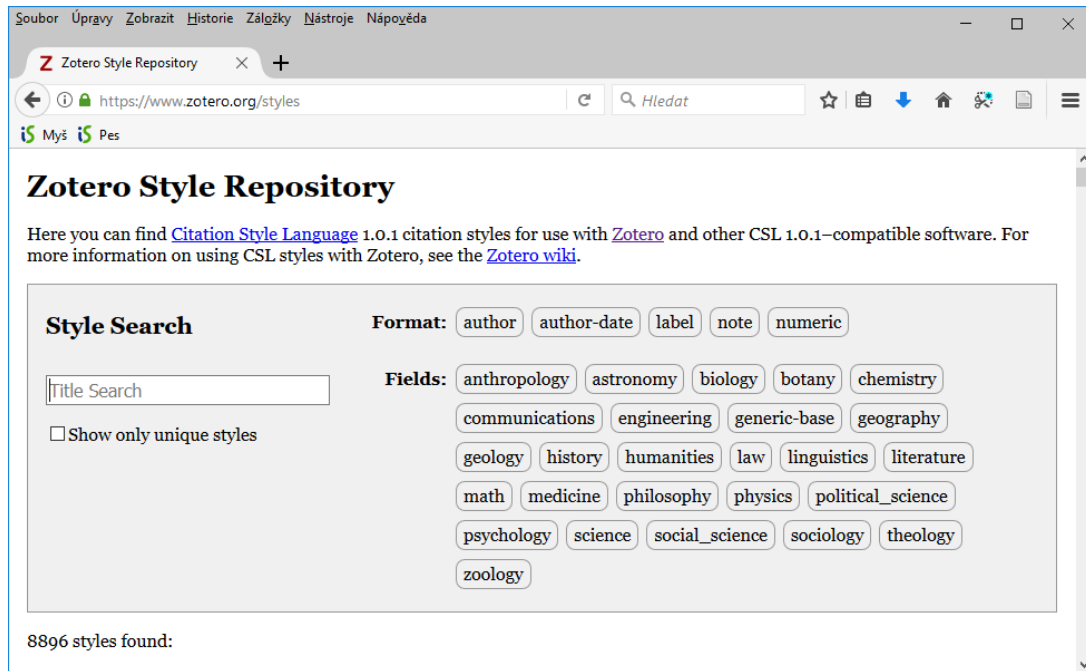 Soubor Úpravy Zobrazit Historie Záložky Nástroje Nápověda
Z Zotero Style Repository
https://www.zotero.org/styles Hledat
iS Myš iS Pes
Zotero Style Repository
Here you can find Citation Style Language 1.0.1 citation styles for use with Zotero and other CSL 1.0.1–compatible software. For
more information on using CSL styles with Zotero, see the Zotero wiki.
Style Search
Title Search
Show only unique styles
Format: author author-date label note numeric
Fields: anthropology astronomy biology botany chemistry
communications engineering generic-base geography
geology history humanities law linguistics literature
math medicine philosophy physics political_science
psychology science social_science sociology theology
zoology
8896 styles found: